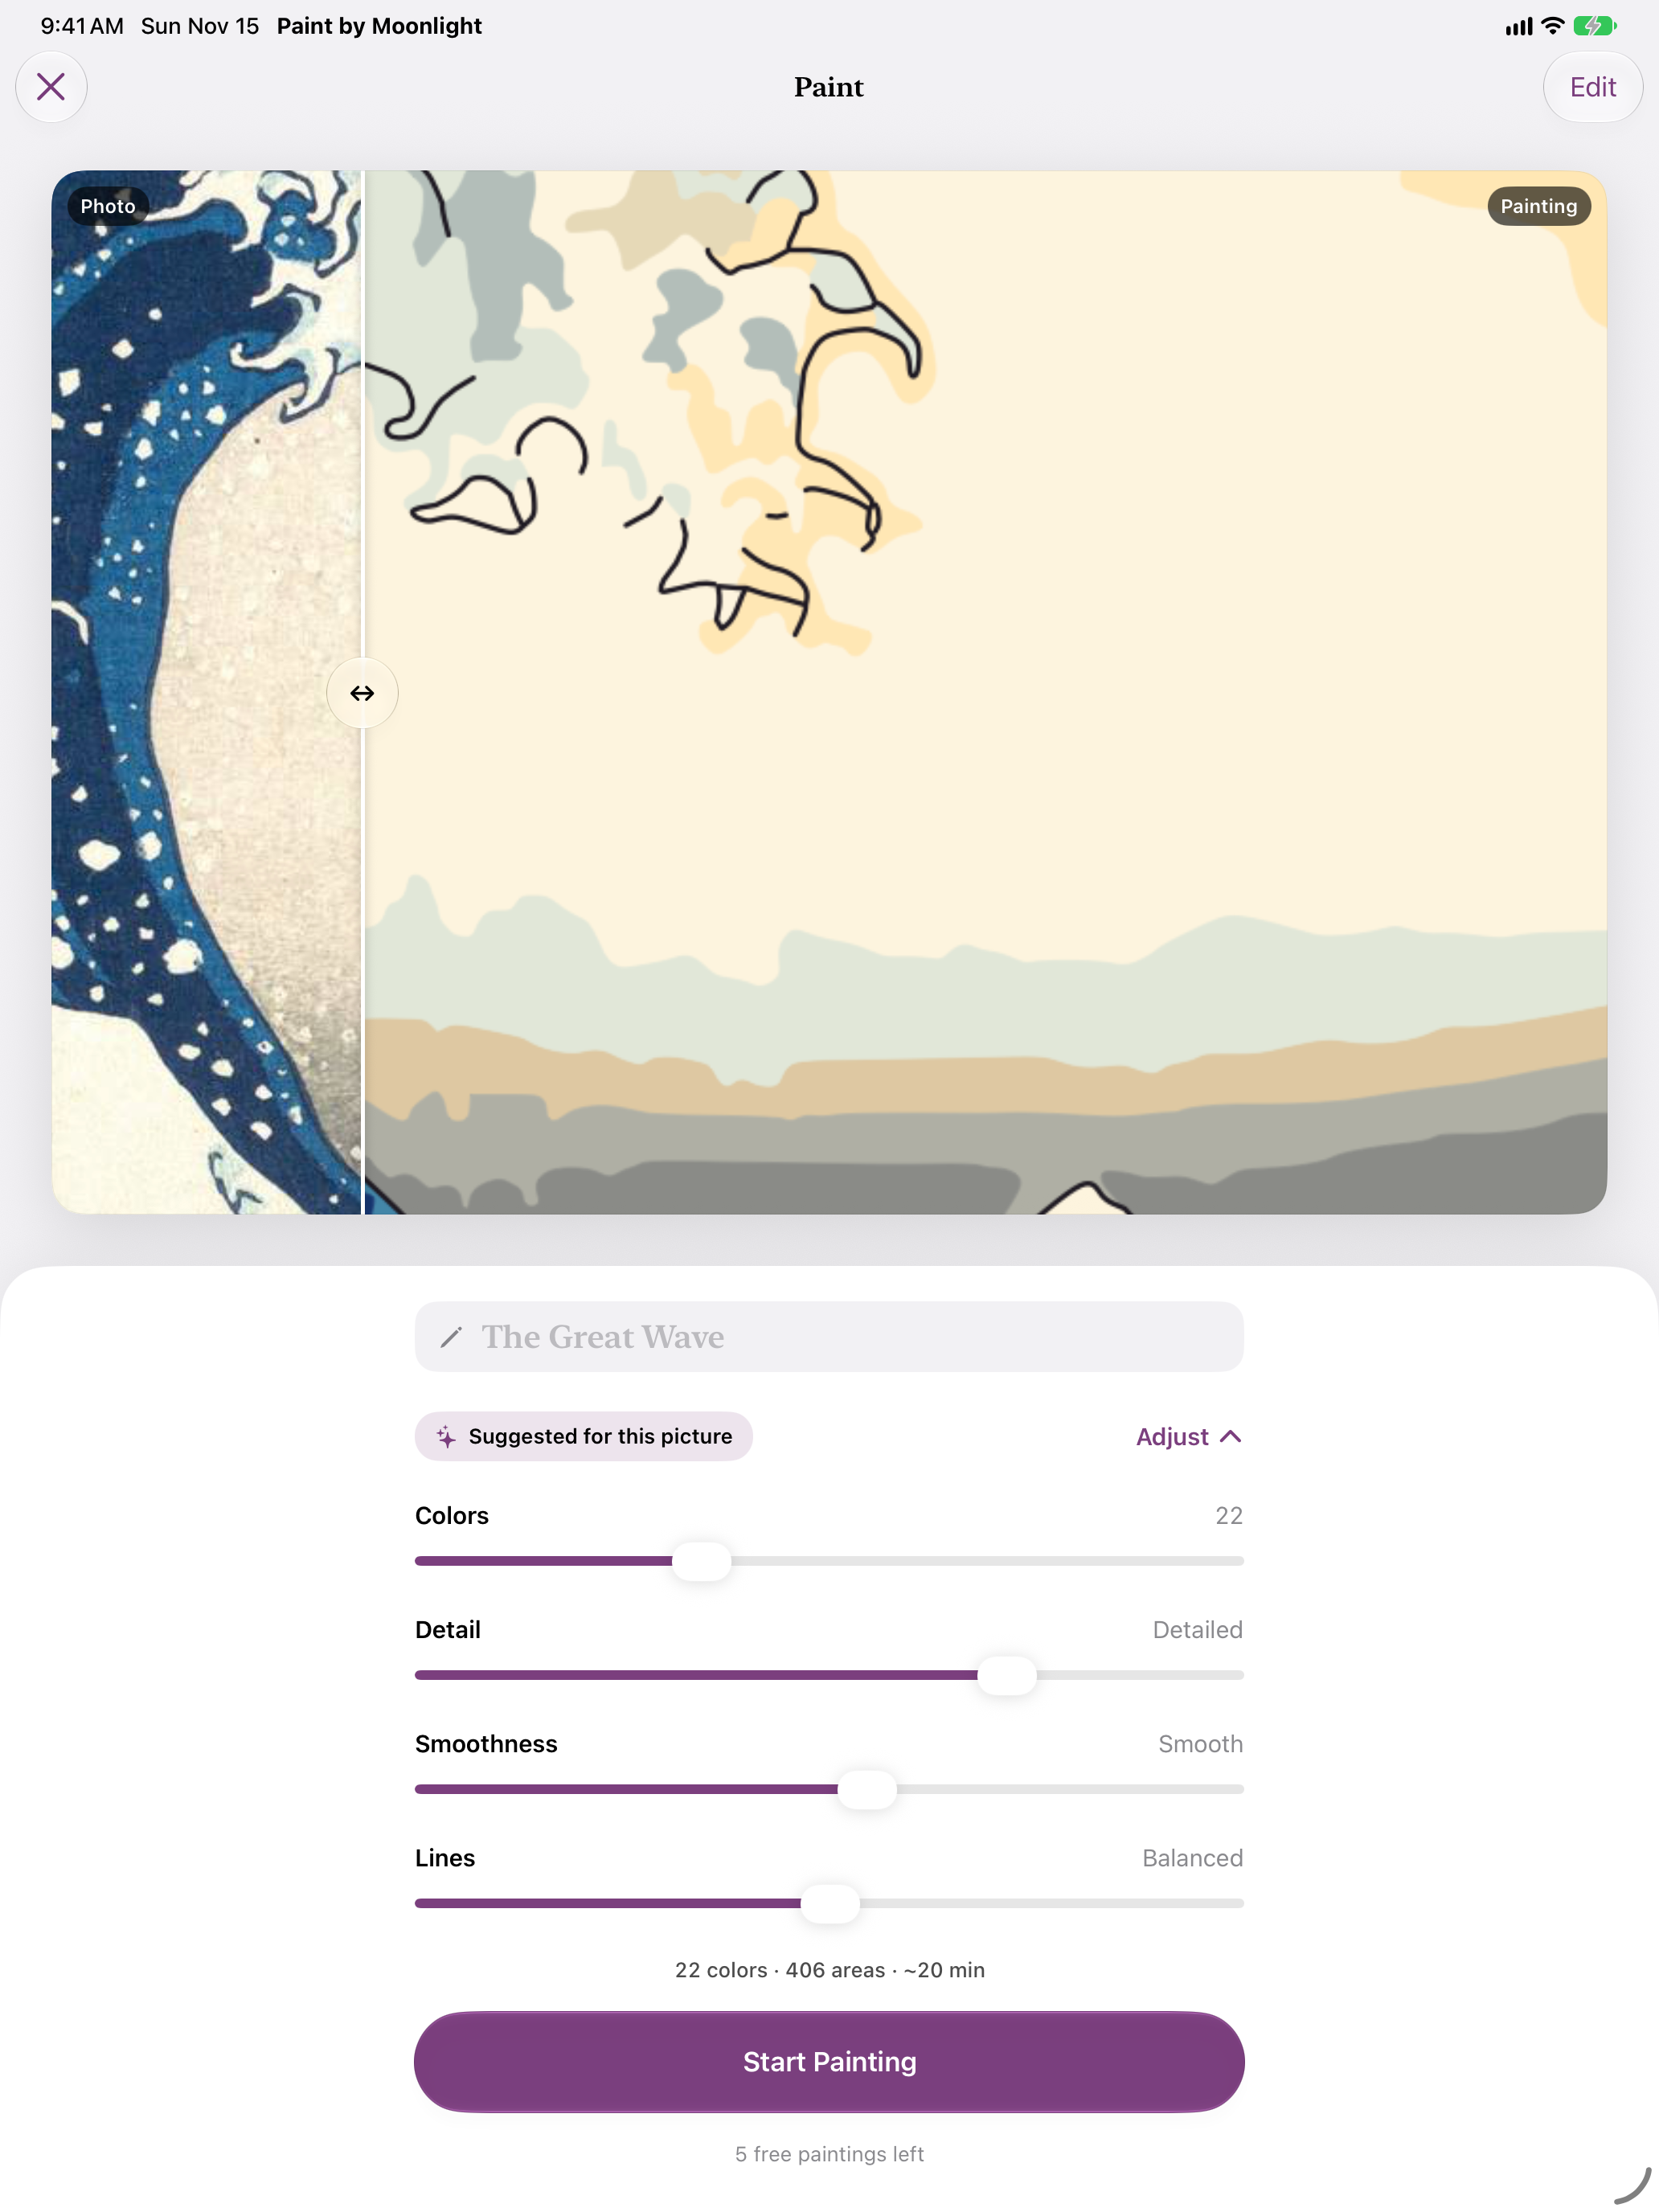 9:41 AM Sun Nov 15 Paint by Moonlight
Paint
Edit
Photo
Painting
The Great Wave
Suggested for this picture
Adjust
Colors
22
Detail
Detailed
Smoothness
Smooth
Lines
Balanced
22 colors · 406 areas · ~20 min
Start Painting
5 free paintings left